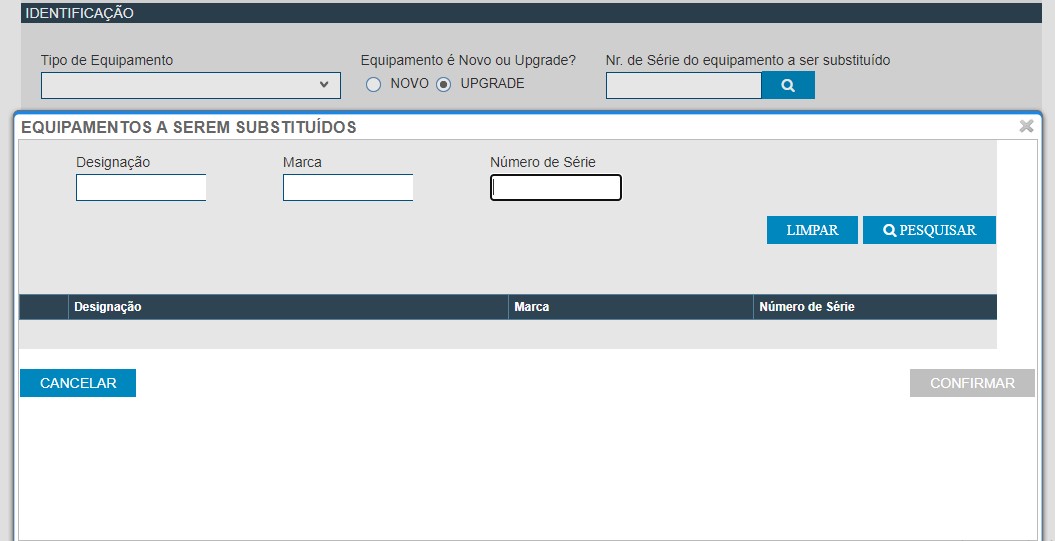 IDENTIFICAÇÃO
Tipo de Equipamento Equipamento é Novo ou Upgrade? Nr. de Série do equipamento a ser substituído
NOVO UPGRADE
EQUIPAMENTOS A SEREM SUBSTITUÍDOS
Designação Marca Número de Série
LIMPAR PESQUISAR
Designação Marca Número de Série
CANCELAR CONFIRMAR